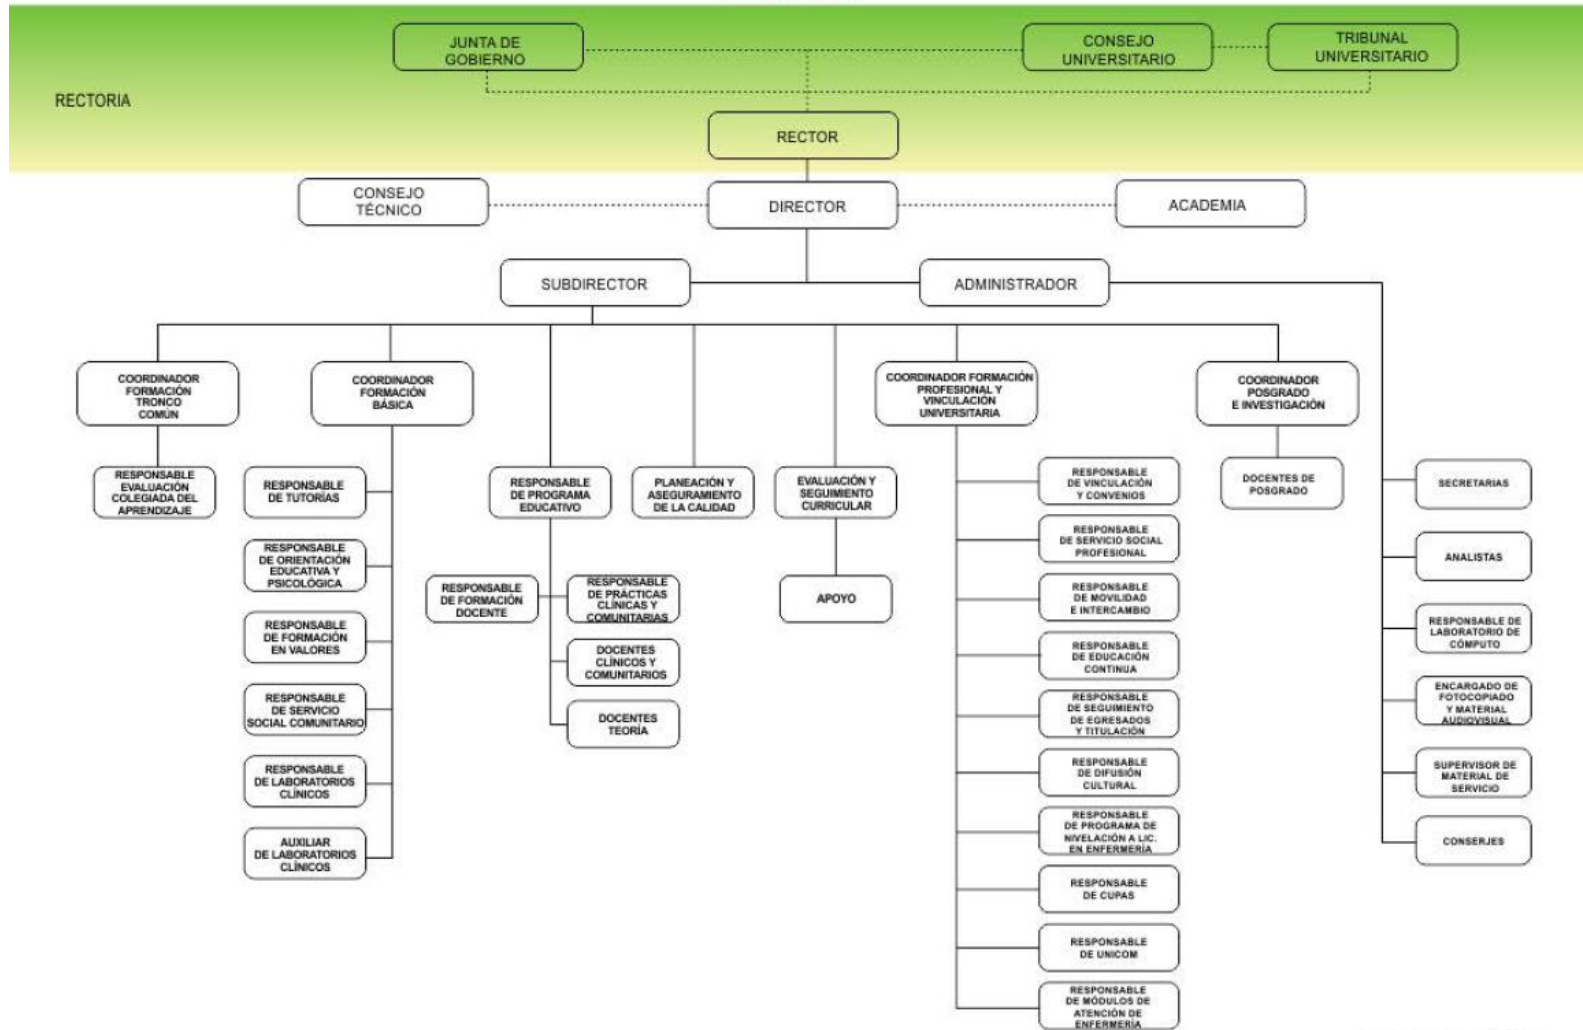 JUNTA DE
GOBIERNO
CONSEJO
UNIVERSITARIO
TRIBUNAL
UNIVERSITARIO
RECTORIA
RECTOR
CONSEJO
TÉCNICO
DIRECTOR
ACADEMIA
SUBDIRECTOR
ADMINISTRADOR
COORDINADOR
FORMACIÓN
TRONCO
COMÚN
COORDINADOR
FORMACIÓN
BÁSICA
COORDINADOR FORMACIÓN
PROFESIONAL Y
VINCULACIÓN
UNIVERSITARIA
COORDINADOR
POSGRADO
E INVESTIGACIÓN
RESPONSABLE
EVALUACIÓN
COLEGIADA DEL
APRENDIZAJE
RESPONSABLE
DE TUTORÍAS
RESPONSABLE
DE ORIENTACIÓN
EDUCATIVA Y
PSICOLÓGICA
RESPONSABLE
DE FORMACIÓN
EN VALORES
RESPONSABLE
DE SERVICIO
SOCIAL COMUNITARIO
RESPONSABLE
DE LABORATORIOS
CLÍNICOS
AUXILIAR
DE LABORATORIOS
CLÍNICOS
RESPONSABLE
DE PROGRAMA
EDUCATIVO
RESPONSABLE
DE FORMACIÓN
DOCENTE
RESPONSABLE
DE PRÁCTICAS
CLÍNICAS Y
COMUNITARIAS
DOCENTES
CLÍNICOS Y
COMUNITARIOS
DOCENTES
TEORÍA
PLANEACIÓN Y
ASEGURAMIENTO
DE LA CALIDAD
EVALUACIÓN Y
SEGUIMIENTO
CURRICULAR
APOYO
RESPONSABLE
DE VINCULACIÓN
Y CONVENIOS
RESPONSABLE
DE SERVICIO SOCIAL
PROFESIONAL
RESPONSABLE
DE MOVILIDAD
E INTERCAMBIO
RESPONSABLE
DE EDUCACIÓN
CONTINUA
RESPONSABLE
DE SEGUIMIENTO
DE EGRESADOS
Y TITULACIÓN
RESPONSABLE
DE DIFUSIÓN
CULTURAL
RESPONSABLE
DE PROGRAMA DE
NIVELACIÓN A LIC.
EN ENFERMERÍA
RESPONSABLE
DE CUPAS
RESPONSABLE
DE UNICOM
RESPONSABLE
DE MÓDULOS DE
ATENCIÓN DE
ENFERMERÍA
DOCENTES DE
POSGRADO
SECRETARIAS
ANALISTAS
RESPONSABLE DE
LABORATORIO DE
CÓMPUTO
ENCARGADO DE
FOTOCOPIADO
Y MATERIAL
AUDIOVISUAL
SUPERVISOR DE
MATERIAL DE
SERVICIO
CONSERJES